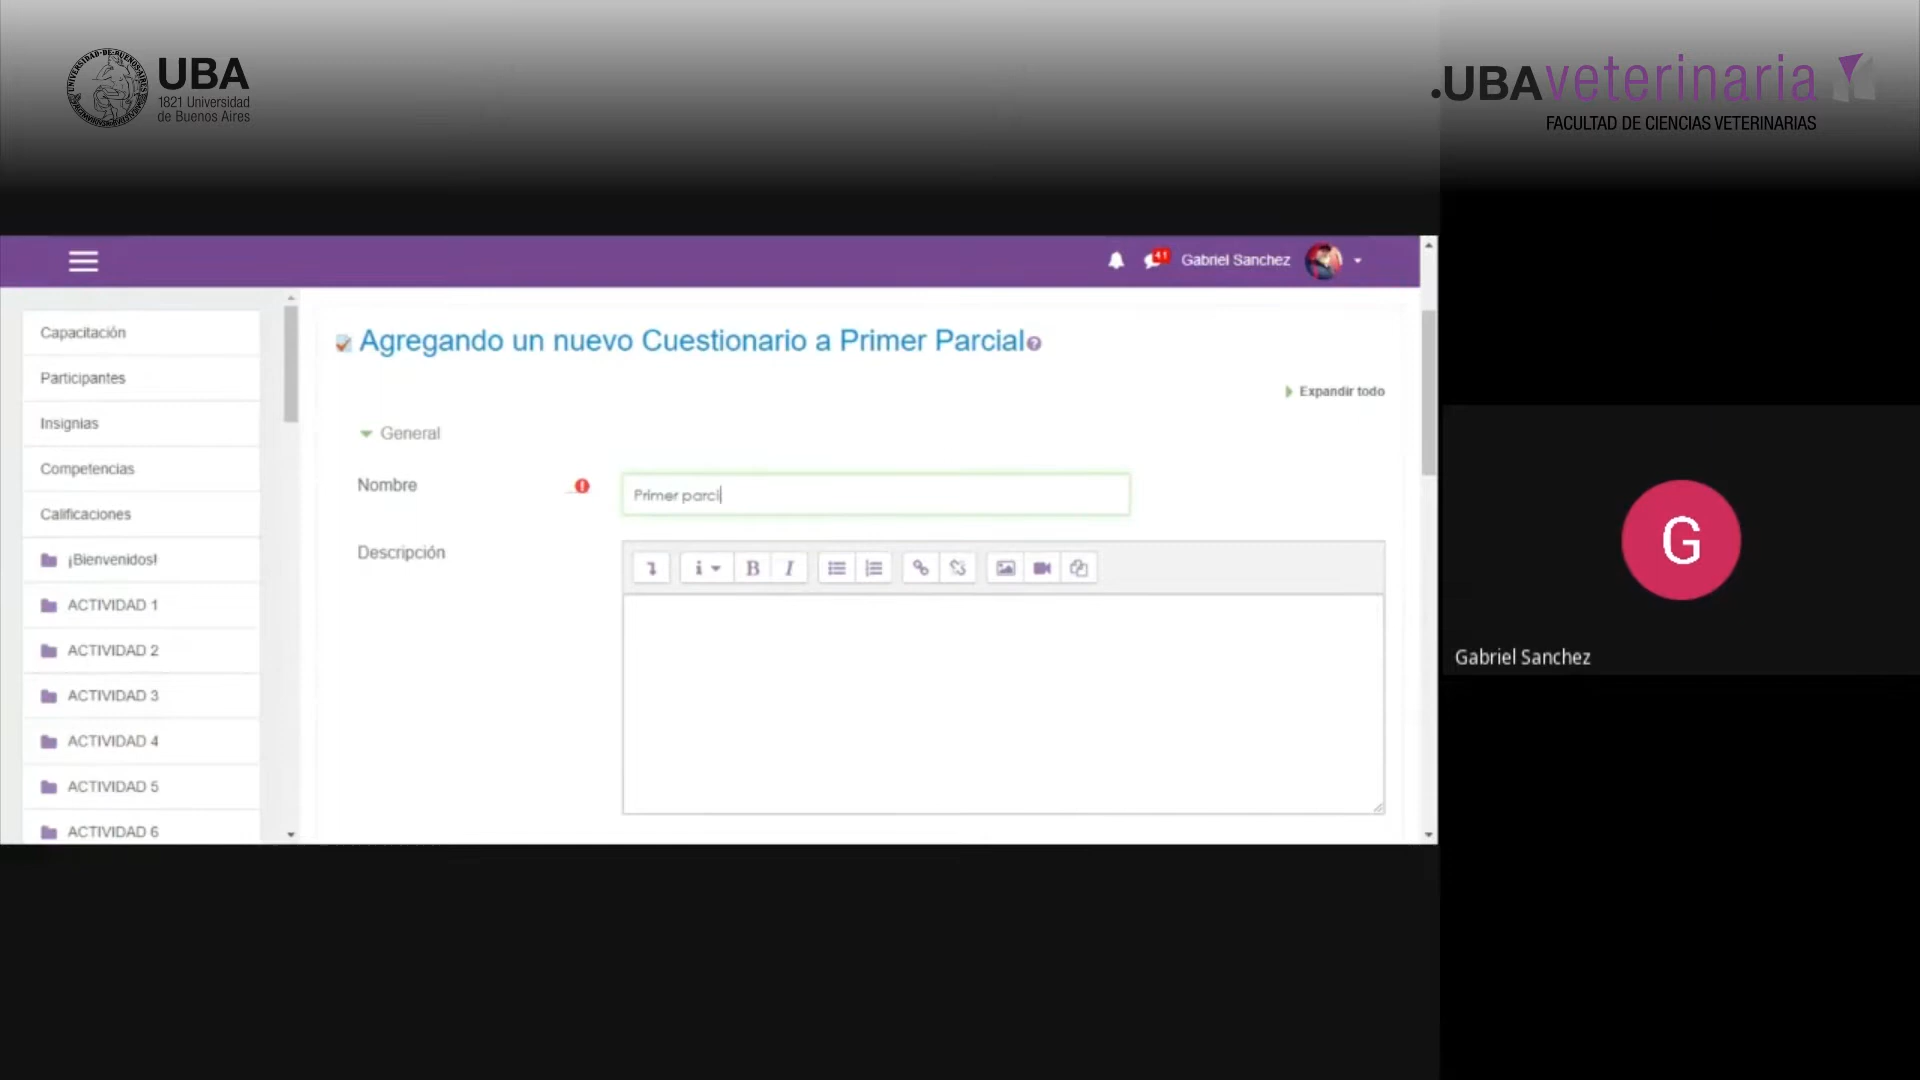 UBA
1821 Universidad
de Buenos Aires
.UBAveterinaria
FACULTAD DE CIENCIAS VETERINARIAS
41
Gabriel Sanchez
Capacitación
Participantes
Insignias
Competencias
Calificaciones
¡Bienvenidos!
ACTIVIDAD 1
ACTIVIDAD 2
ACTIVIDAD 3
ACTIVIDAD 4
ACTIVIDAD 5
ACTIVIDAD 6
Agregando un nuevo Cuestionario a Primer Parcial
Expandir todo
General
Nombre
Primer parci
Descripción
B I
G
Gabriel Sanchez